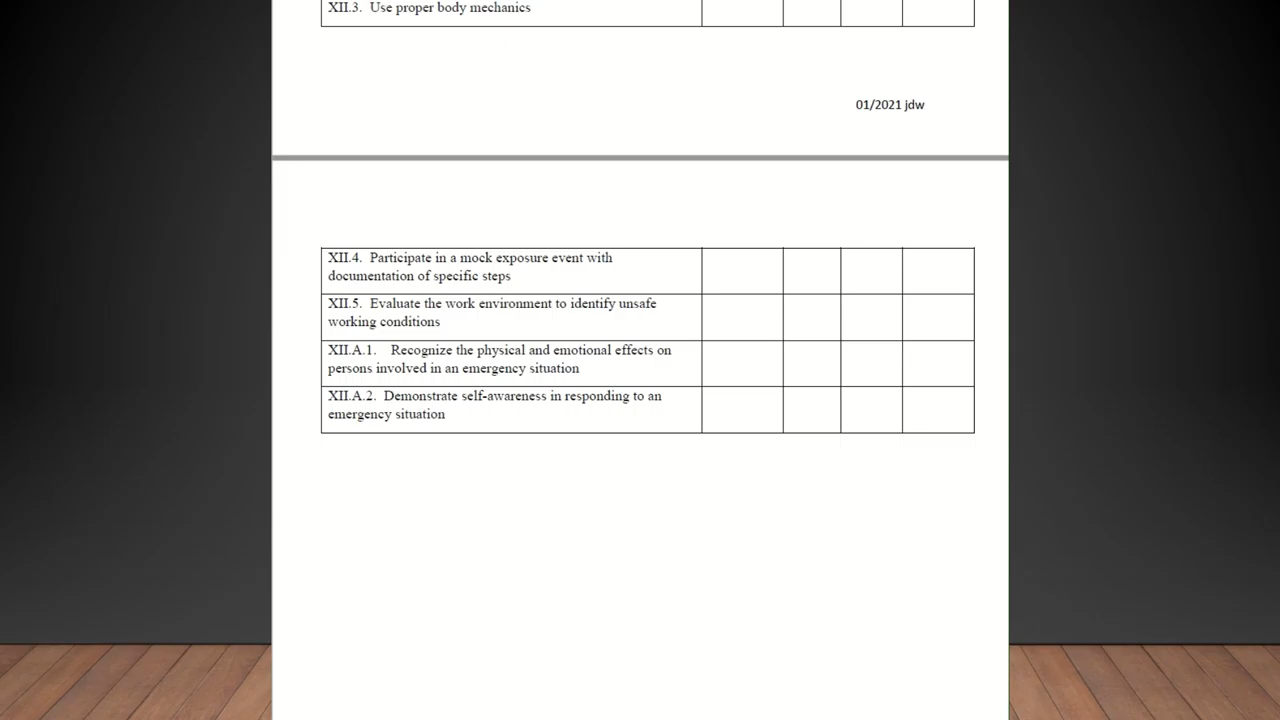 XII.3. Use proper body mechanics
01/2021 jdw
XII.4. Participate in a mock exposure event with
documentation of specific steps
XII.5. Evaluate the work environment to identify unsafe
working conditions
XII.A.1. Recognize the physical and emotional effects on
persons involved in an emergency situation
XII.A.2. Demonstrate self-awareness in responding to an
emergency situation